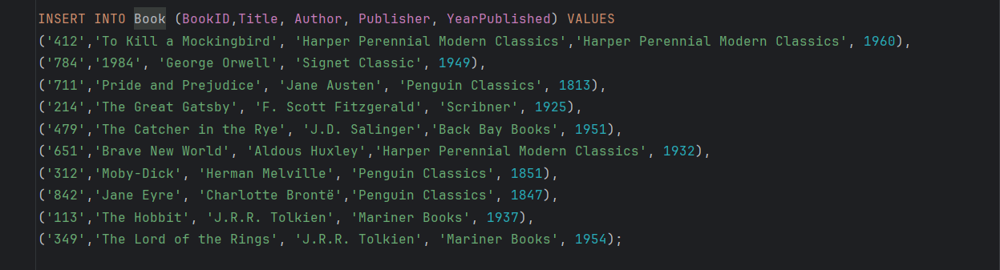 INSERT INTO Book (BookID,Title, Author, Publisher, YearPublished) VALUES
('412','To Kill a Mockingbird', 'Harper Perennial Modern Classics','Harper Perennial Modern Classics', 1960),
('784','1984', 'George Orwell', 'Signet Classic', 1949),
('711','Pride and Prejudice', 'Jane Austen', 'Penguin Classics', 1813),
('214','The Great Gatsby', 'F. Scott Fitzgerald', 'Scribner', 1925),
('479','The Catcher in the Rye', 'J.D. Salinger','Back Bay Books', 1951),
('651','Brave New World', 'Aldous Huxley','Harper Perennial Modern Classics', 1932),
('312','Moby-Dick', 'Herman Melville', 'Penguin Classics', 1851),
('842','Jane Eyre', 'Charlotte Brontë','Penguin Classics', 1847),
('113','The Hobbit', 'J.R.R. Tolkien', 'Mariner Books', 1937),
('349','The Lord of the Rings', 'J.R.R. Tolkien', 'Mariner Books', 1954);